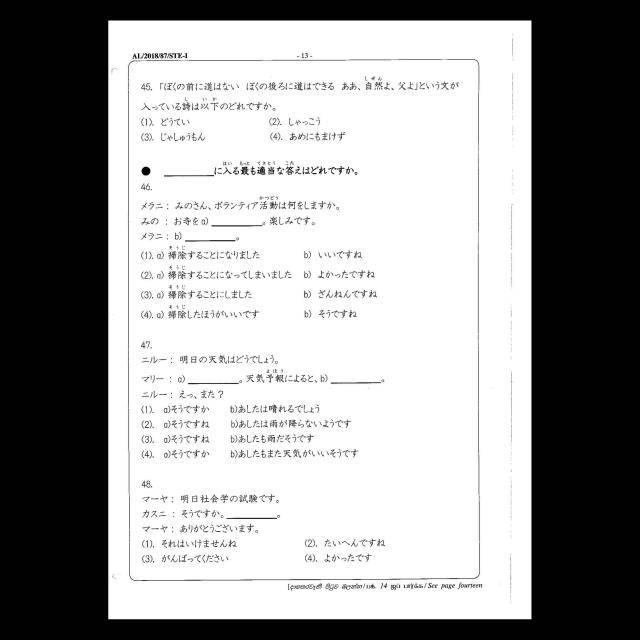 AL/2018/87/STE-I
- 13 -
45. 「ぼくの前に道はない ぼくの後ろに道はできる ああ、自然よ、父よ」という文が
入っている詩は以下のどれですか。
(1). どうてい (2). しゃっこう
(3). じゃしゅうもん (4). あめにもまけず
● ________に入る最も適当な答えはどれですか。
46.
メラニ : みのさん、ボランティア活動は何をしますか。
みの : お寺を a) ________。楽しみです。
メラニ : b) ________。
(1). a) 掃除することになりました b) いいですね
(2). a) 掃除することになってしまいました b) よかったですね
(3). a) 掃除することにしました b) ざんねんですね
(4). a) 掃除したほうがいいです b) そうですね
47.
ニルー : 明日の天気はどうでしょう。
マリー : a) ________。天気予報によると、b) ________。
ニルー : えっ、また?
(1). a)そうですか b)あしたは晴れるでしょう
(2). a)そうですね b)あしたは雨が降らないようです
(3). a)そうですね b)あしたも雨だそうです
(4). a)そうですか b)あしたもまた天気がいいそうです
48.
マーヤ : 明日社会学の試験です。
カスニ : そうですか。________。
マーヤ : ありがとうございます。
(1). それはいけませんね (2). たいへんですね
(3). がんばってください (4). よかったです
14 See page fourteen